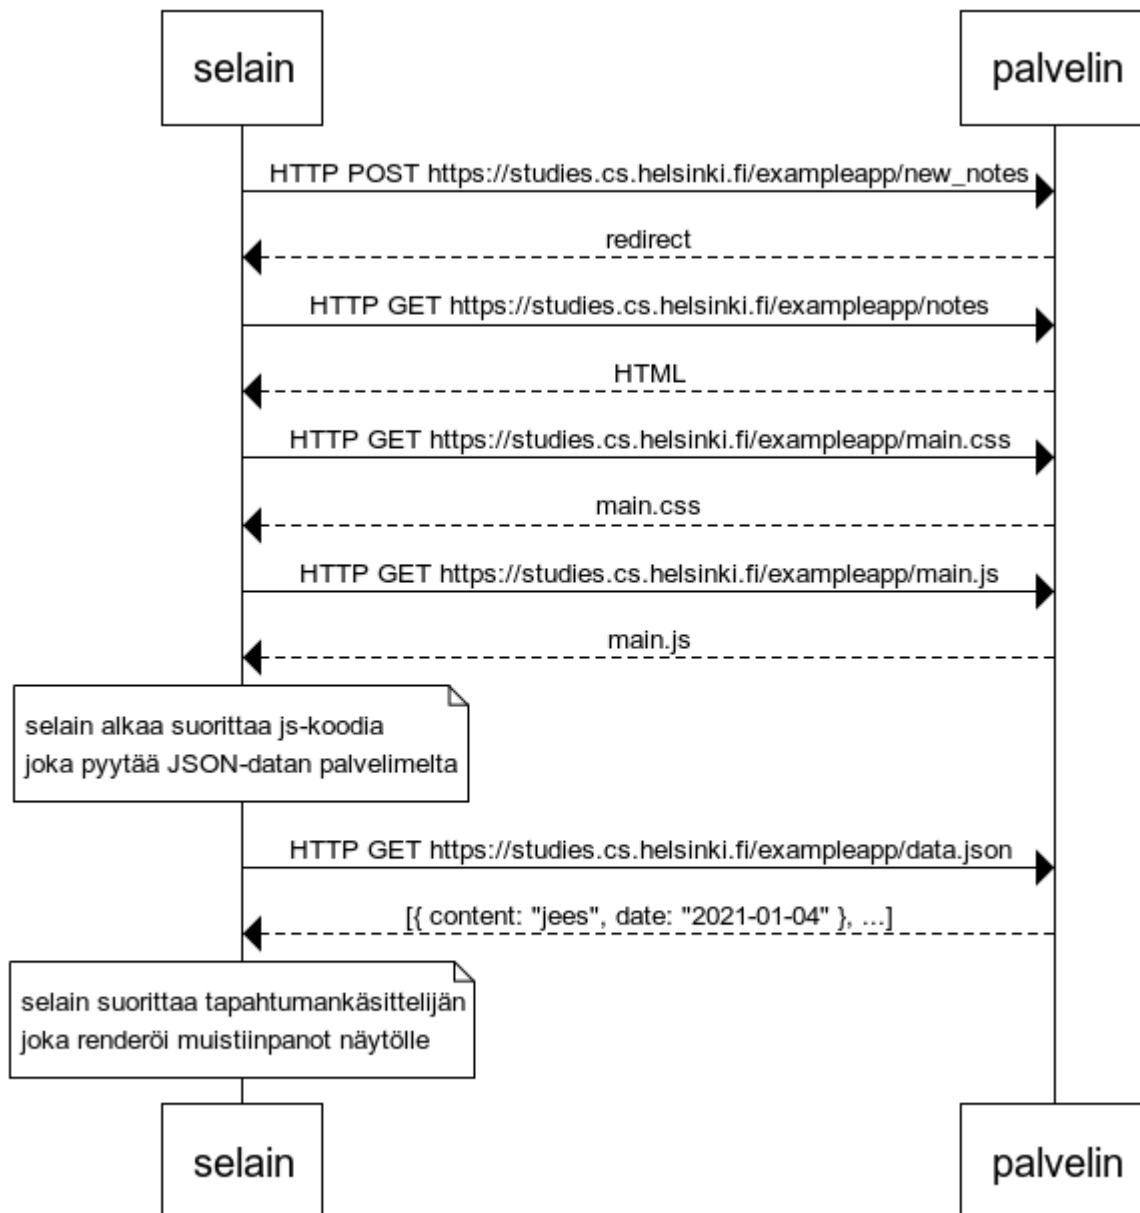 selain
palvelin
HTTP POST https://studies.cs.helsinki.fi/exampleapp/new_notes
redirect
HTTP GET https://studies.cs.helsinki.fi/exampleapp/notes
HTML
HTTP GET https://studies.cs.helsinki.fi/exampleapp/main.css
main.css
HTTP GET https://studies.cs.helsinki.fi/exampleapp/main.js
main.js
selain alkaa suorittaa js-koodia
joka pyytää JSON-datan palvelimelta
HTTP GET https://studies.cs.helsinki.fi/exampleapp/data.json
[{ content: "jees", date: "2021-01-04" }, ...]
selain suorittaa tapahtumankäsittelijän
joka renderöi muistiinpanot näytölle
selain
palvelin